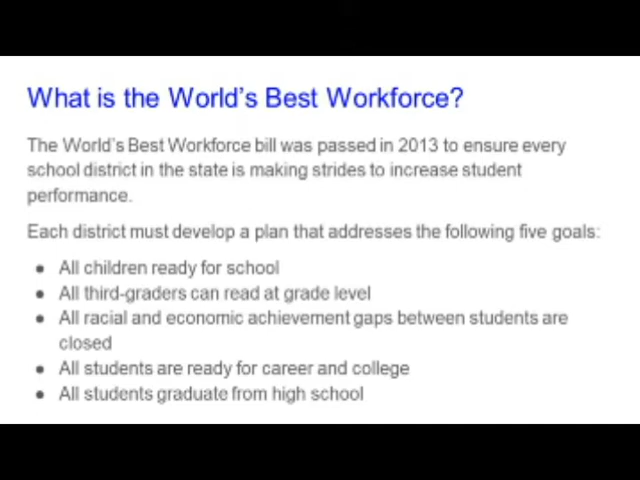 What is the World's Best Workforce?
The World's Best Workforce bill was passed in 2013 to ensure every
school district in the state is making strides to increase student
performance.
Each district must develop a plan that addresses the following five goals:
● All children ready for school
● All third-graders can read at grade level
● All racial and economic achievement gaps between students are
closed
● All students are ready for career and college
● All students graduate from high school